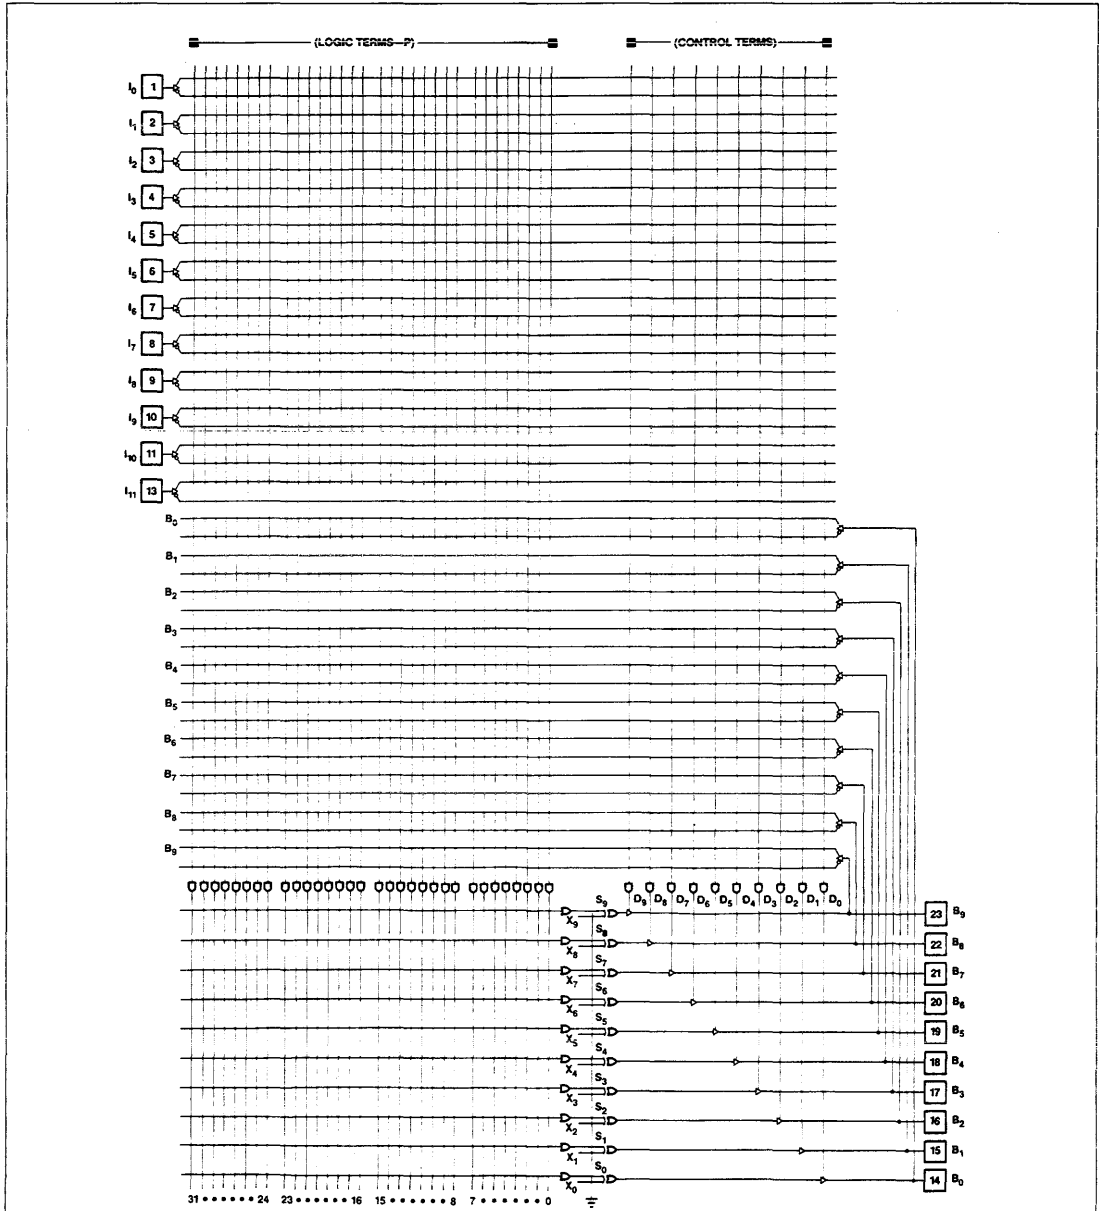 (LOGIC TERMS—P) (CONTROL TERMS)
I0 1
I1 2
I2 3
I3 4
I4 5
I5 6
I6 7
I7 8
I8 9
I9 10
I10 11
I11 13
B0
B1
B2
B3
B4
B5
B6
B7
B8
B9
S9 D9 D8 D7 D6 D5 D4 D3 D2 D1 D0
X9 23 B9
S8
X8 22 B8
S7
X7 21 B7
S6
X6 20 B6
S5
X5 19 B5
S4
X4 18 B4
S3
X3 17 B3
S2
X2 16 B2
S1
X1 15 B1
S0
X0 14 B0
31 24 23 16 15 8 7 0